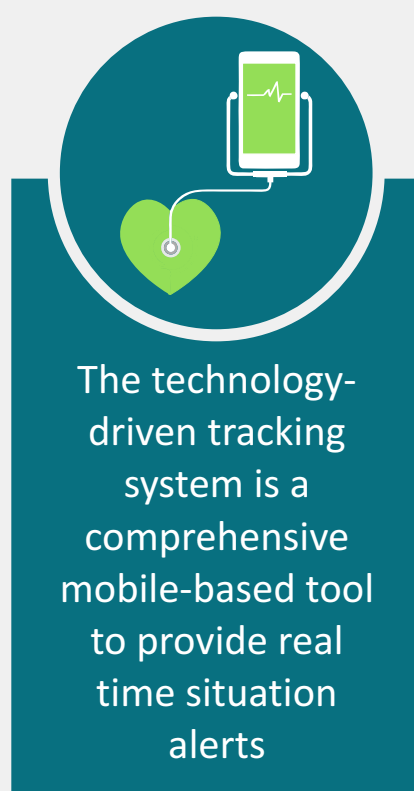 The technology-
driven tracking
system is a
comprehensive
mobile-based tool
to provide real
time situation
alerts